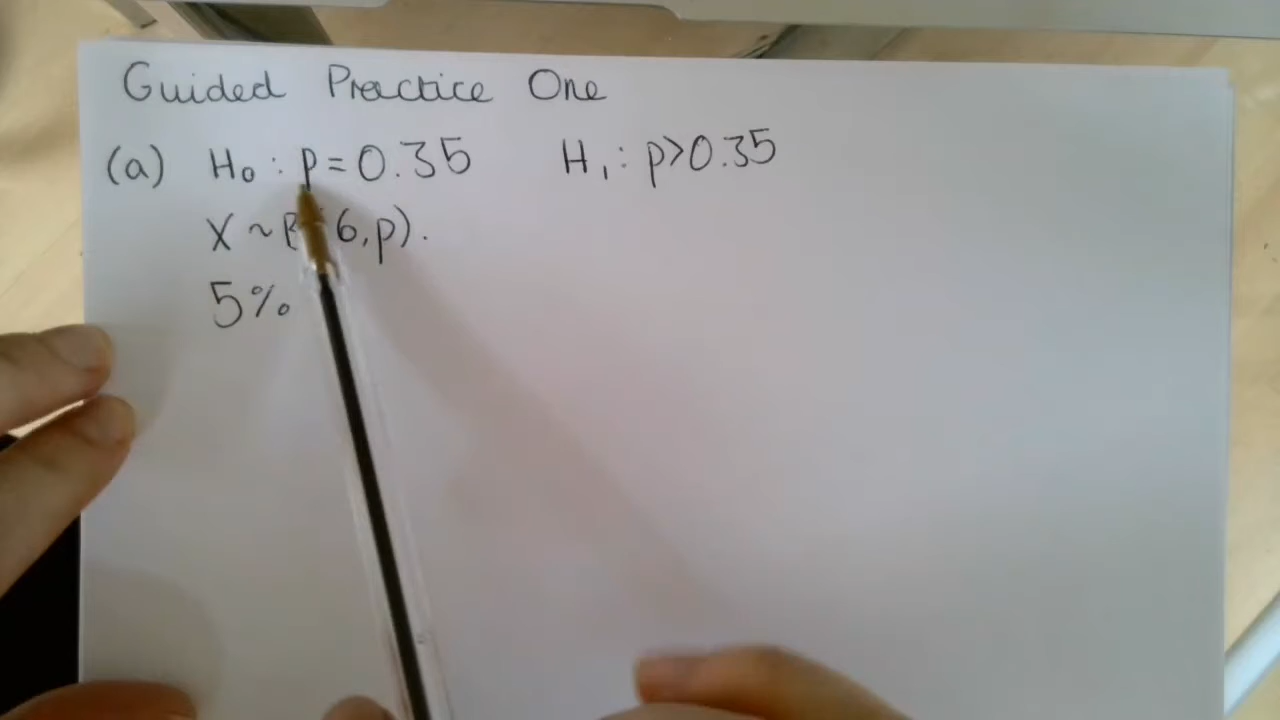 Guided Practice One
(a) H₀ : p = 0.35 H₁ : p > 0.35
X ~ 6, p).
5%